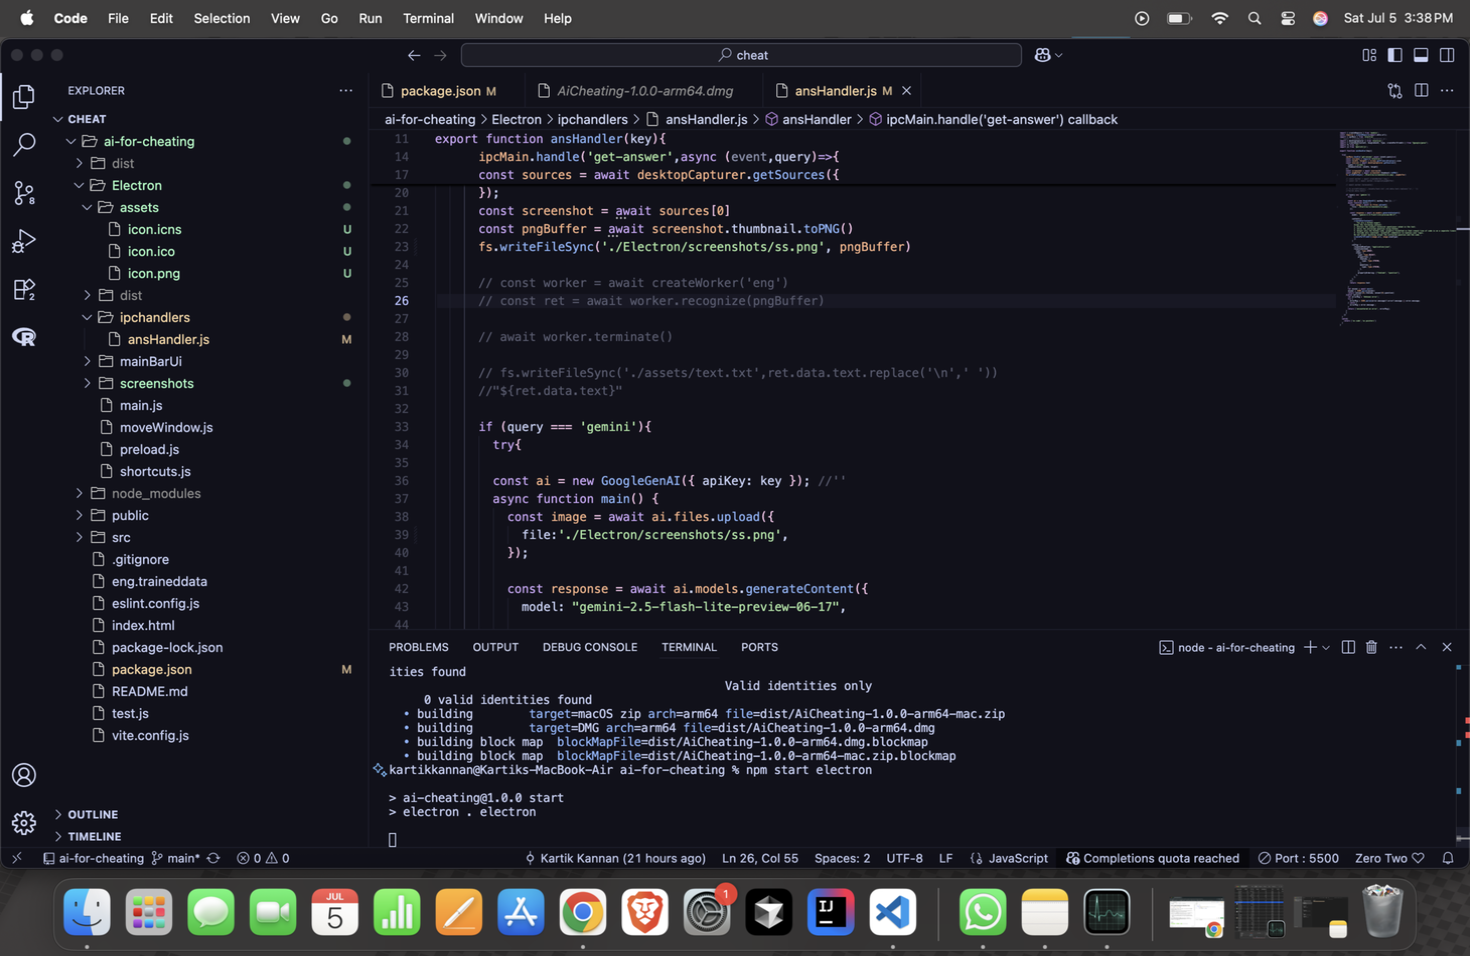 Code File Edit Selection View Go Run Terminal Window Help
Sat Jul 5 3:38 PM
cheat
EXPLORER
package.json M
AiCheating-1.0.0-arm64.dmg
ansHandler.js M
ai-for-cheating > Electron > ipchandlers > ansHandler.js > ansHandler > ipcMain.handle('get-answer') callback
CHEAT
ai-for-cheating
dist
Electron
assets
icon.icns U
icon.ico U
icon.png U
dist
ipchandlers
ansHandler.js M
mainBarUi
screenshots
main.js
moveWindow.js
preload.js
shortcuts.js
node_modules
public
src
.gitignore
eng.traineddata
eslint.config.js
index.html
package-lock.json
package.json M
README.md
test.js
vite.config.js
OUTLINE
TIMELINE
8
2
11 export function ansHandler(key){
14 ipcMain.handle('get-answer',async (event,query)=>{
17 const sources = await desktopCapturer.getSources({
20 });
21 const screenshot = await sources[0]
22 const pngBuffer = await screenshot.thumbnail.toPNG()
23 fs.writeFileSync('./Electron/screenshots/ss.png', pngBuffer)
24
25 // const worker = await createWorker('eng')
26 // const ret = await worker.recognize(pngBuffer)
27
28 // await worker.terminate()
29
30 // fs.writeFileSync('./assets/text.txt',ret.data.text.replace('\n',' '))
31 //"${ret.data.text}"
32
33 if (query === 'gemini'){
34 try{
35
36 const ai = new GoogleGenAI({ apiKey: key }); //''
37 async function main() {
38 const image = await ai.files.upload({
39 file:'./Electron/screenshots/ss.png',
40 });
41
42 const response = await ai.models.generateContent({
43 model: "gemini-2.5-flash-lite-preview-06-17",
44
PROBLEMS OUTPUT DEBUG CONSOLE TERMINAL PORTS
node - ai-for-cheating
ities found
Valid identities only
0 valid identities found
• building target=macOS zip arch=arm64 file=dist/AiCheating-1.0.0-arm64-mac.zip
• building target=DMG arch=arm64 file=dist/AiCheating-1.0.0-arm64.dmg
• building block map blockMapFile=dist/AiCheating-1.0.0-arm64.dmg.blockmap
• building block map blockMapFile=dist/AiCheating-1.0.0-arm64-mac.zip.blockmap
kartikkannan@Kartiks-MacBook-Air ai-for-cheating % npm start electron
> ai-cheating@1.0.0 start
> electron . electron
ai-for-cheating main* 0 0 Kartik Kannan (21 hours ago) Ln 26, Col 55 Spaces: 2 UTF-8 LF JavaScript Completions quota reached Port : 5500 Zero Two
JUL
5
1
IJ